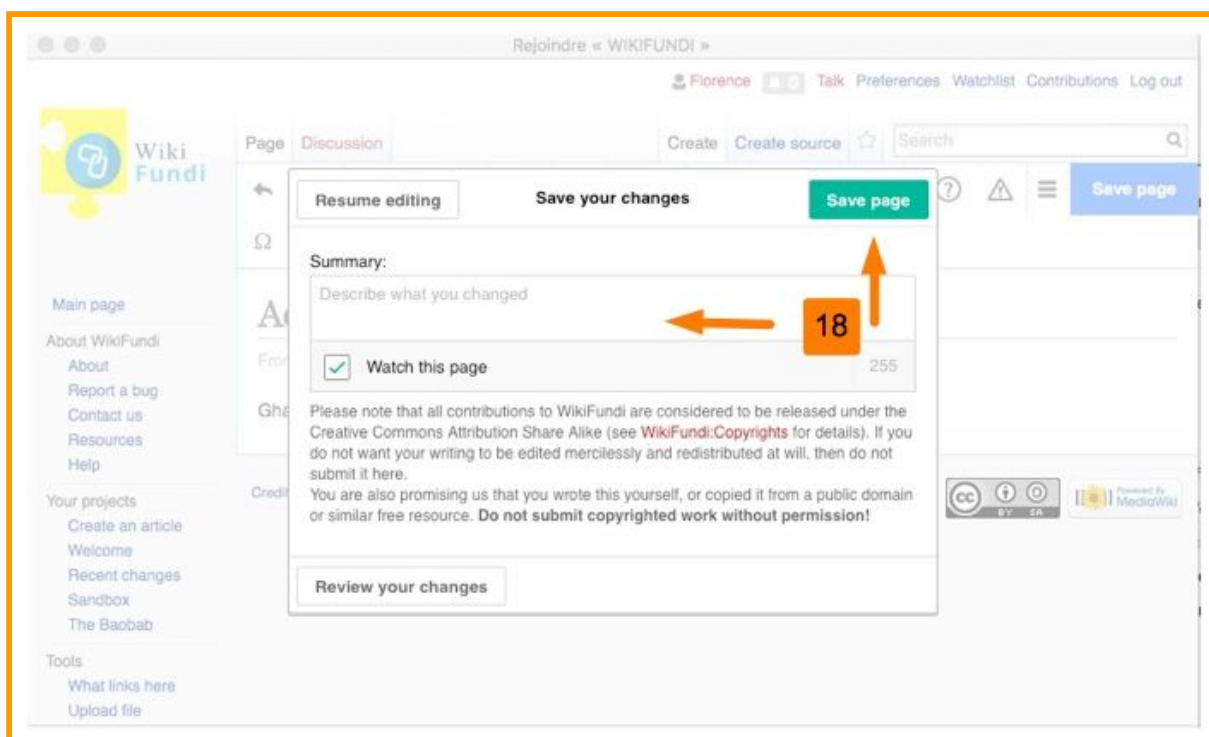 Rejoindre « WIKIFUNDI »
Florence Talk Preferences Watchlist Contributions Log out
Wiki
Fundi
Page Discussion Create Create source Search
Resume editing Save your changes Save page
Save page
Ω
Summary:
Describe what you changed
18
Watch this page 255
Please note that all contributions to WikiFundi are considered to be released under the
Creative Commons Attribution Share Alike (see WikiFundi:Copyrights for details). If you
do not want your writing to be edited mercilessly and redistributed at will, then do not
submit it here.
You are also promising us that you wrote this yourself, or copied it from a public domain
or similar free resource. Do not submit copyrighted work without permission!
Review your changes
Main page
About WikiFundi
About
Report a bug
Contact us
Resources
Help
Your projects
Create an article
Welcome
Recent changes
Sandbox
The Baobab
Tools
What links here
Upload file
cc BY SA
Powered By
MediaWiki